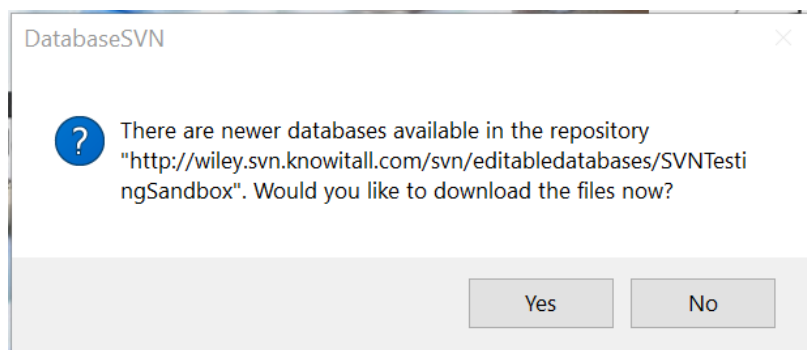 DatabaseSVN
There are newer databases available in the repository
"http://wiley.svn.knowitall.com/svn/editabledatabases/SVNTesti
ngSandbox". Would you like to download the files now?
Yes
No